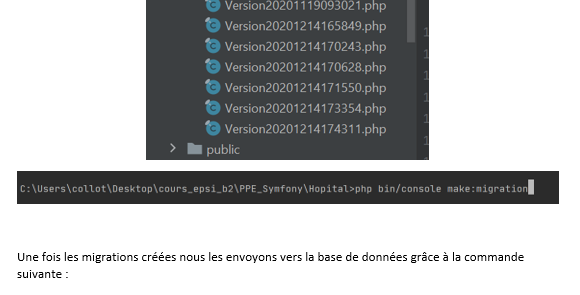 Version20201119093021.php
Version20201214165849.php
Version20201214170243.php
Version20201214170628.php
Version20201214171550.php
Version20201214173354.php
Version20201214174311.php
public
C:\Users\collot\Desktop\cours_epsi_b2\PPE_Symfony\Hopital>php bin/console make:migration
Une fois les migrations créées nous les envoyons vers la base de données grâce à la commande
suivante :